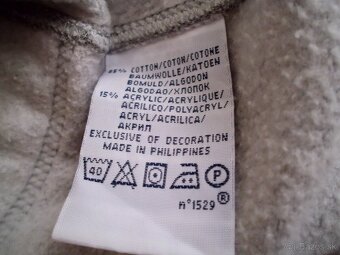 85% COTTON/COTON/COTONE
BAUMWOLLE/KATOEN
BOMULD/ALGODON
ALGODAO/ХЛОПОК
15% ACRYLIC/ACRYLIQUE/
ACRILICO/POLYACRYL/
ACRYL/ACRILICA/
АКРИЛ
EXCLUSIVE OF DECORATION
MADE IN PHILIPPINES
40 P
n°1529®